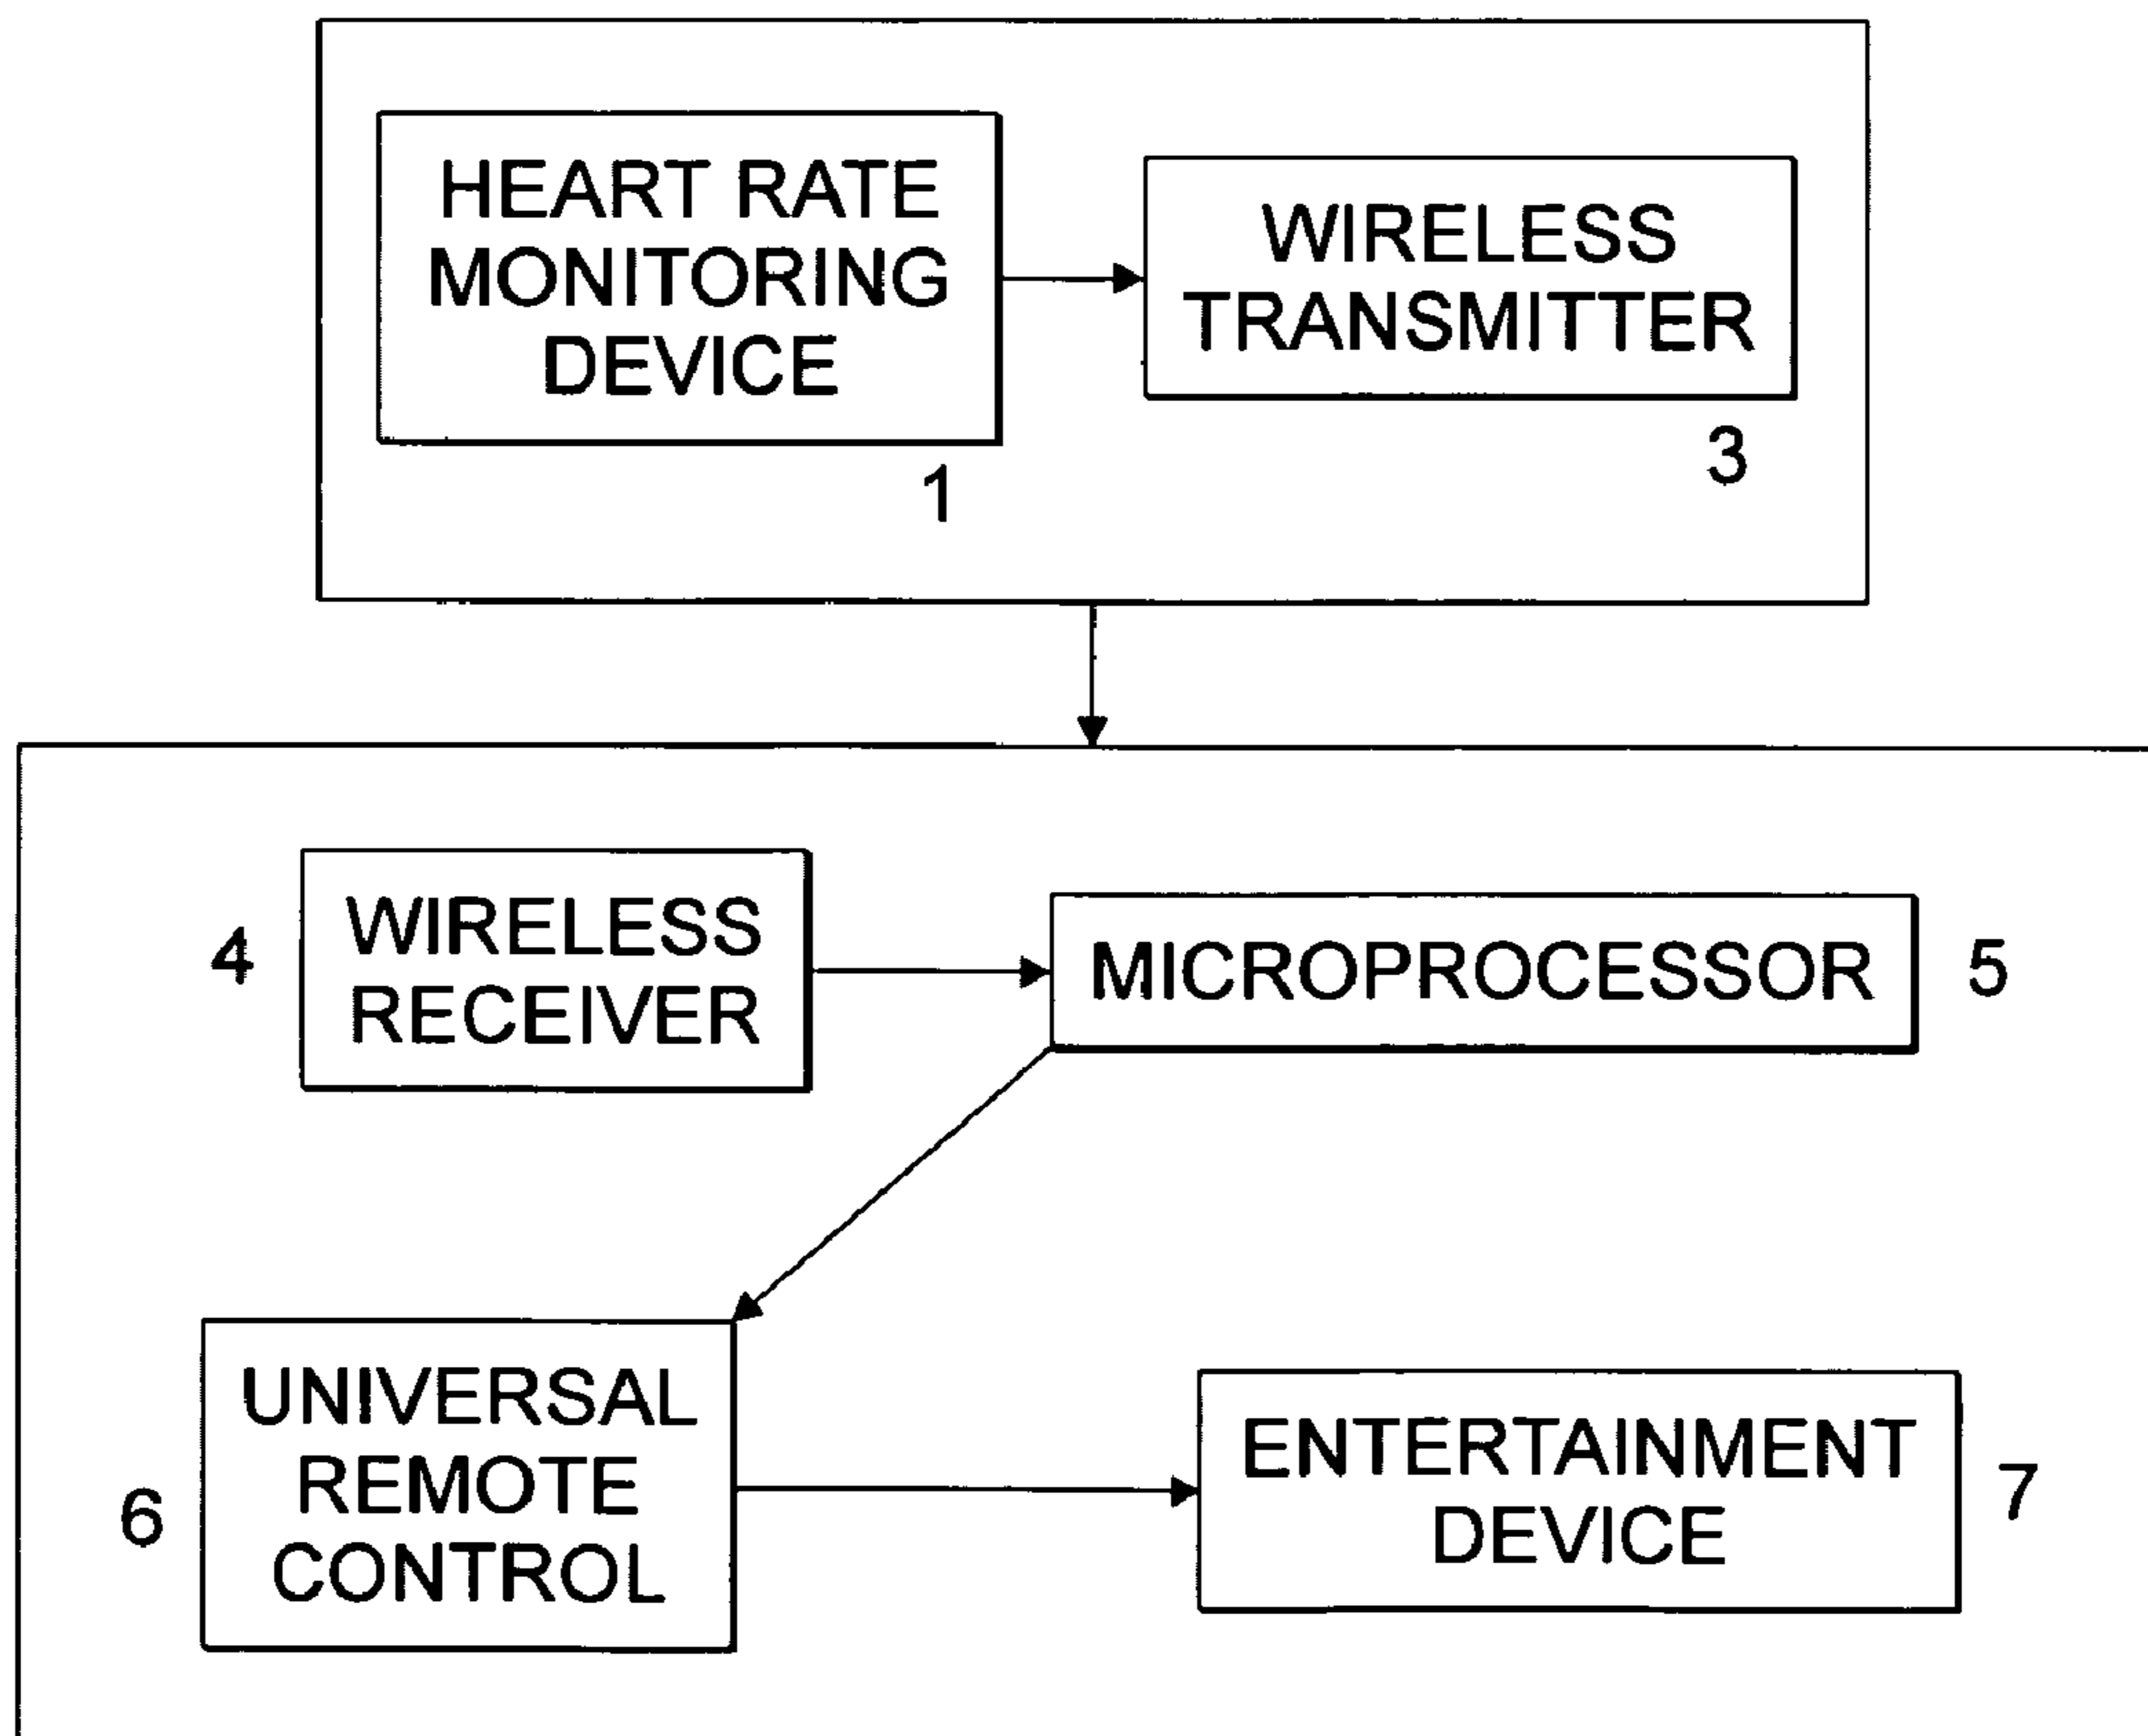 HEART RATE
MONITORING
DEVICE
1
WIRELESS
TRANSMITTER
3
4
WIRELESS
RECEIVER
MICROPROCESSOR
5
6
UNIVERSAL
REMOTE
CONTROL
ENTERTAINMENT
DEVICE
7